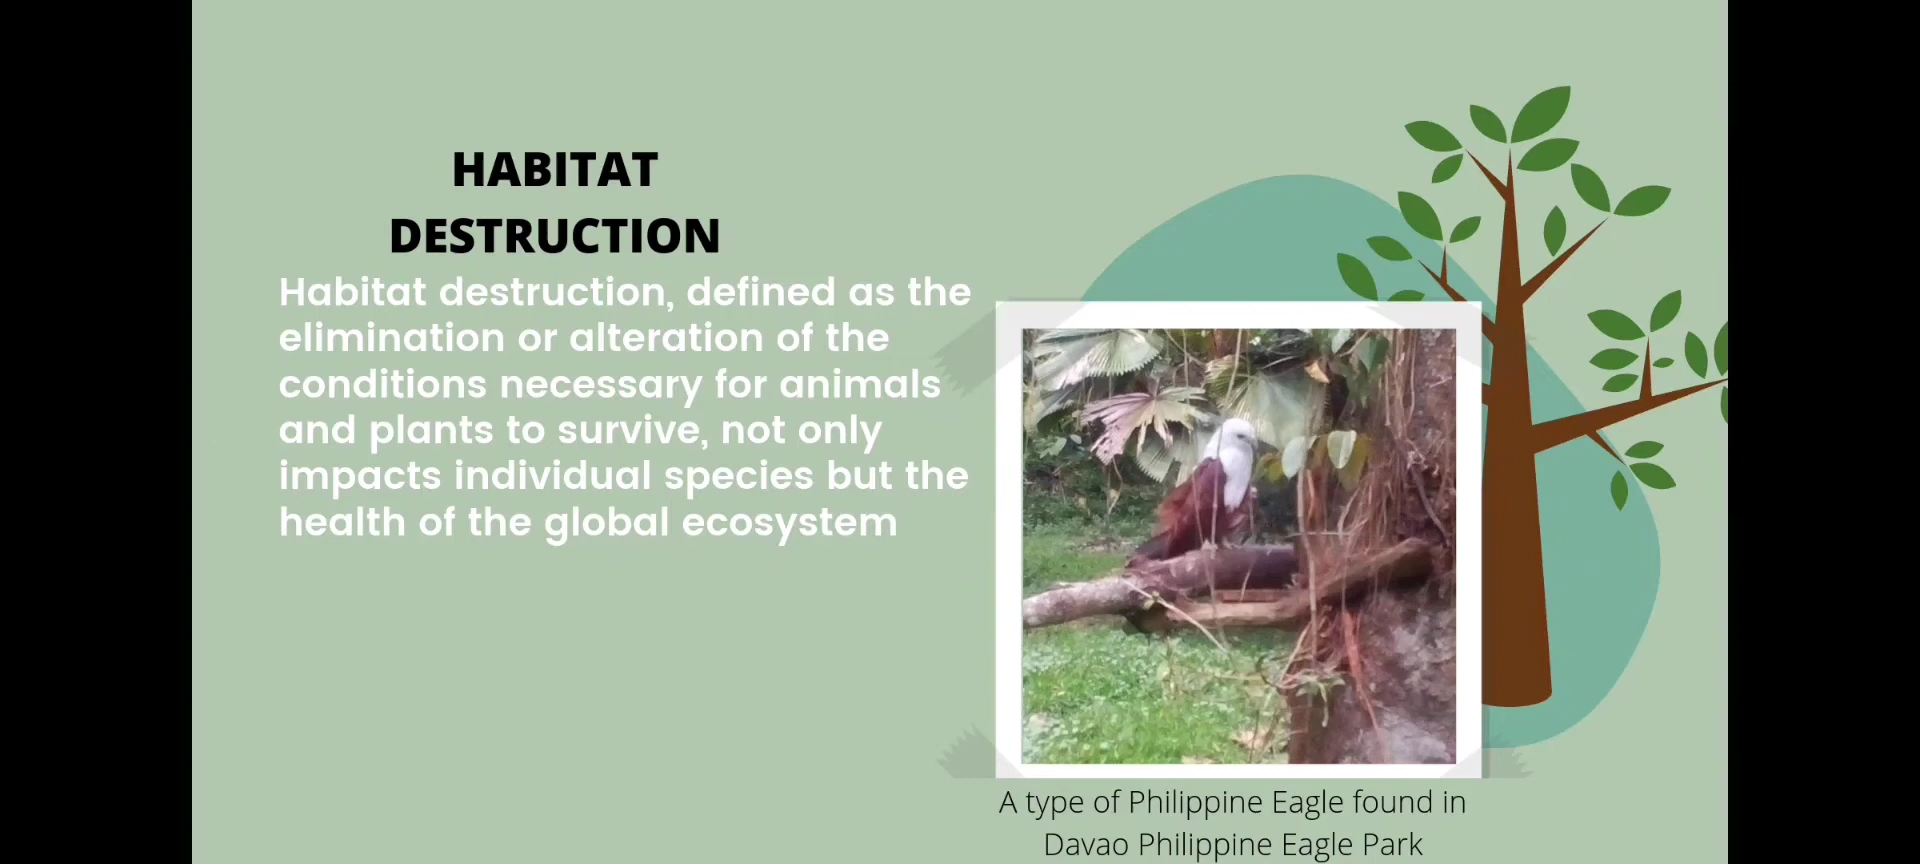 HABITAT
DESTRUCTION
Habitat destruction, defined as the
elimination or alteration of the
conditions necessary for animals
and plants to survive, not only
impacts individual species but the
health of the global ecosystem
A type of Philippine Eagle found in
Davao Philippine Eagle Park